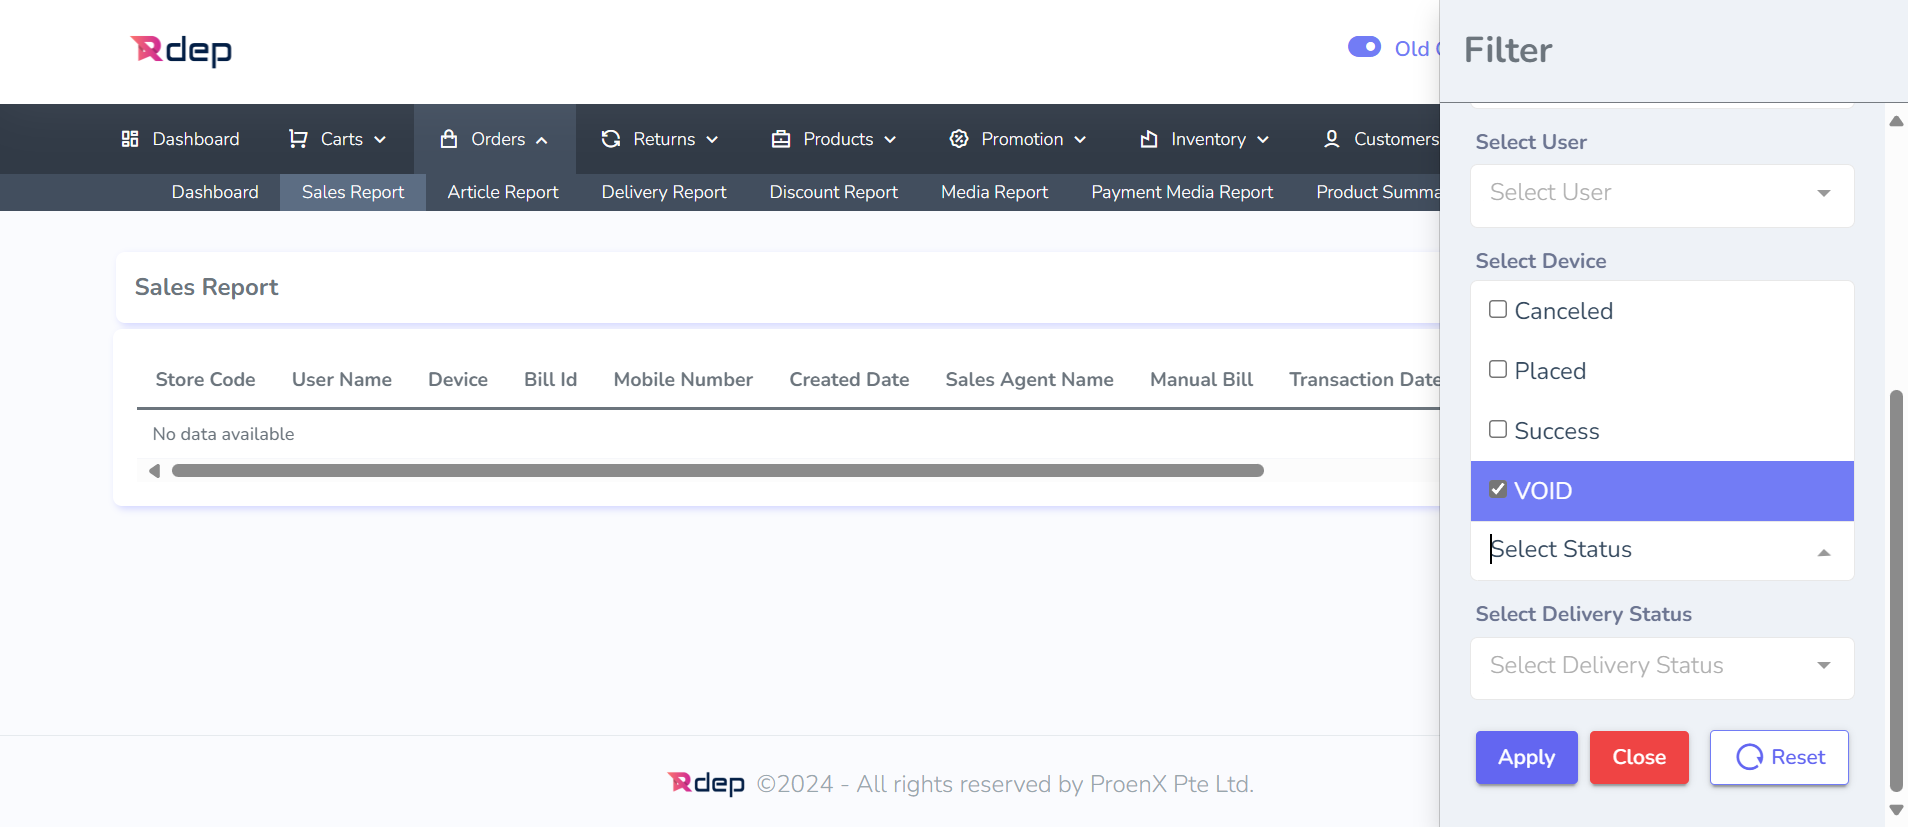 Rdep
Old
Filter
Dashboard Carts Orders Returns Products Promotion Inventory Customers
Dashboard Sales Report Article Report Delivery Report Discount Report Media Report Payment Media Report Product Summa
Sales Report
Store Code User Name Device Bill Id Mobile Number Created Date Sales Agent Name Manual Bill Transaction Date
No data available
Select User
Select User
Select Device
Canceled
Placed
Success
VOID
Select Status
Select Delivery Status
Select Delivery Status
Apply Close Reset
Rdep ©2024 - All rights reserved by ProenX Pte Ltd.